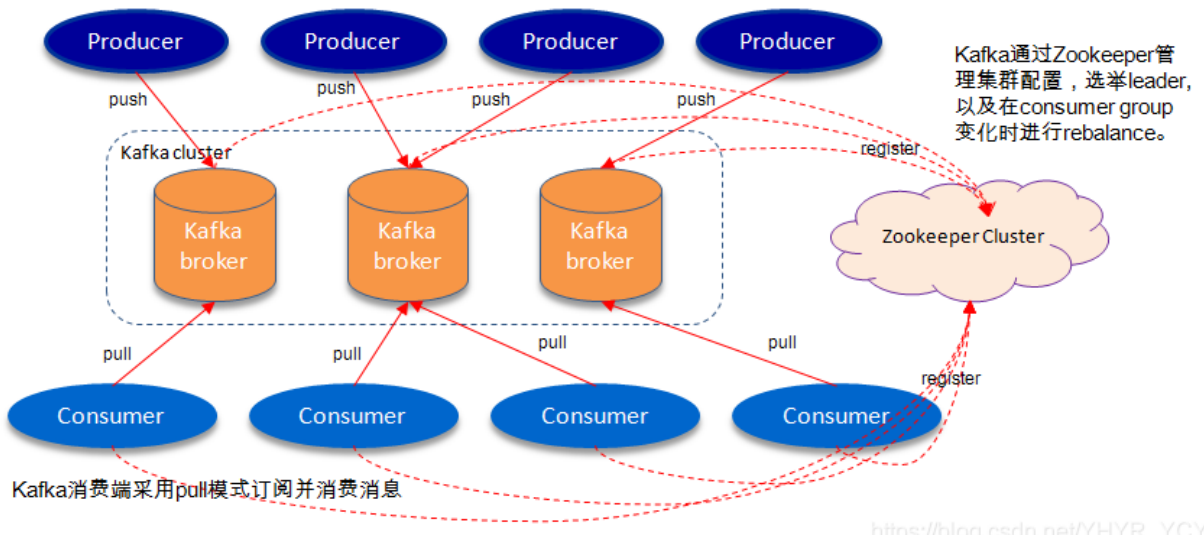 Producer
Producer
Producer
Producer
push
push
push
push
Kafka通过Zookeeper管
理集群配置，选举leader,
以及在consumer group
变化时进行rebalance。
Kafka cluster
register
Kafka
broker
Kafka
broker
Kafka
broker
Zookeeper Cluster
pull
pull
pull
pull
register
Consumer
Consumer
Consumer
Consumer
Kafka消费端采用pull模式订阅并消费消息
https://blog.csdn.net/YHYR_YCY